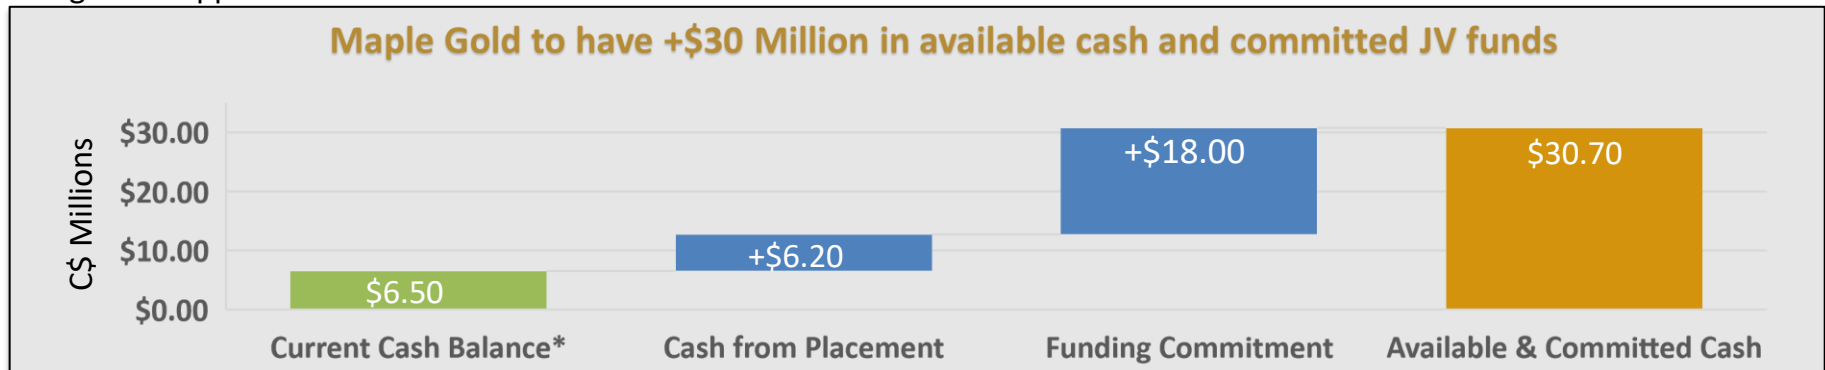 Maple Gold to have +$30 Million in available cash and committed JV funds
C$ Millions
$30.00
$20.00
$10.00
$0.00
$6.50
+$6.20
+$18.00
$30.70
Current Cash Balance*
Cash from Placement
Funding Commitment
Available & Committed Cash